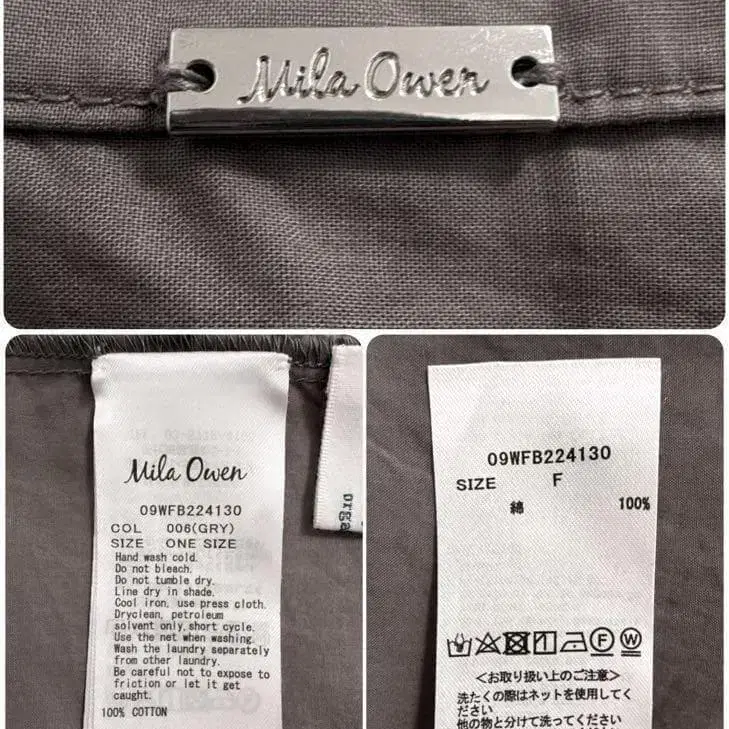 Mila Owen
Mila Owen
09WFB224130
COL 006(GRY)
SIZE ONE SIZE
Hand wash cold.
Do not bleach.
Do not tumble dry.
Line dry in shade.
Cool iron, use press cloth.
Dryclean, petroleum
solvent only,short cycle.
Use the net when washing.
Wash the laundry separately
from other laundry.
Be careful not to expose to
friction or let it get
caught.
100% COTTON
09WFB224130
SIZE F
綿 100%
<お取り扱い上のご注意>
洗たくの際はネットを使用してく
ださい
他の物と分けて洗ってください